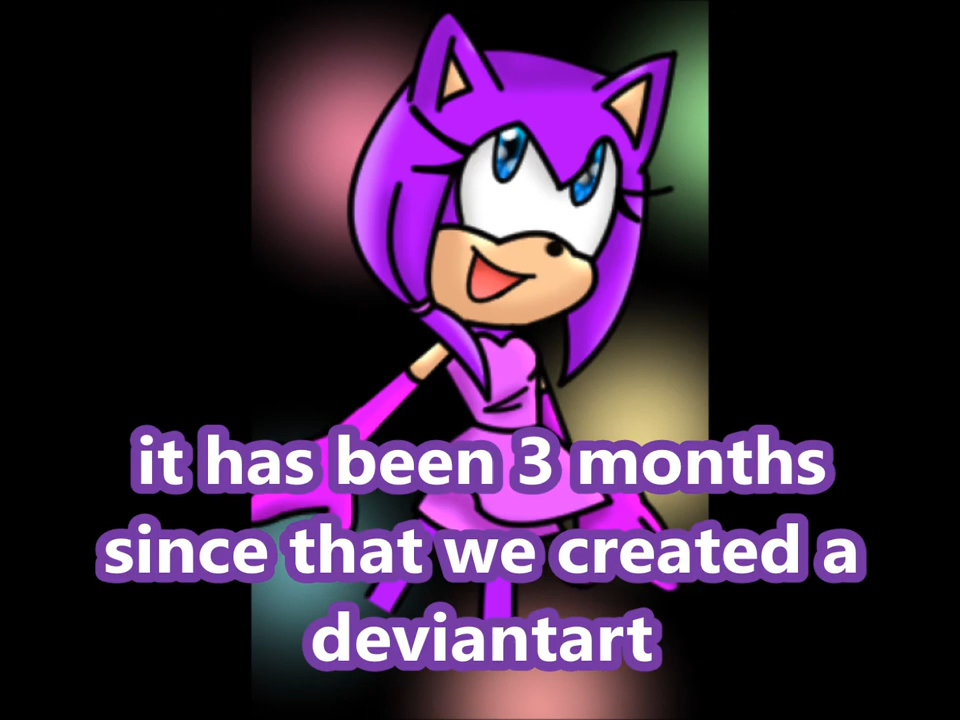 it has been 3 months
since that we created a
deviantart